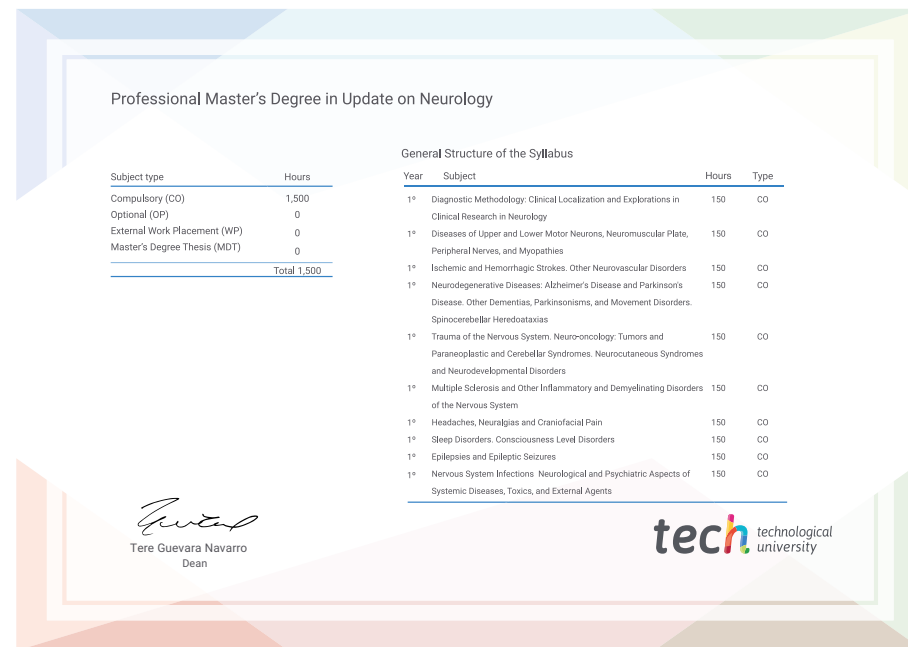 Professional Master's Degree in Update on Neurology
Subject type Hours
Compulsory (CO) 1,500
Optional (OP) 0
External Work Placement (WP) 0
Master's Degree Thesis (MDT) 0
Total 1,500
General Structure of the Syllabus
Year Subject Hours Type
1º Diagnostic Methodology: Clinical Localization and Explorations in 150 CO
Clinical Research in Neurology
1º Diseases of Upper and Lower Motor Neurons, Neuromuscular Plate, 150 CO
Peripheral Nerves, and Myopathies
1º Ischemic and Hemorrhagic Strokes. Other Neurovascular Disorders 150 CO
1º Neurodegenerative Diseases: Alzheimer's Disease and Parkinson's 150 CO
Disease. Other Dementias, Parkinsonisms, and Movement Disorders.
Spinocerebellar Heredoataxias
1º Trauma of the Nervous System. Neuro-oncology: Tumors and 150 CO
Paraneoplastic and Cerebellar Syndromes. Neurocutaneous Syndromes
and Neurodevelopmental Disorders
1º Multiple Sclerosis and Other Inflammatory and Demyelinating Disorders 150 CO
of the Nervous System
1º Headaches, Neuralgias and Craniofacial Pain 150 CO
1º Sleep Disorders. Consciousness Level Disorders 150 CO
1º Epilepsies and Epileptic Seizures 150 CO
1º Nervous System Infections Neurological and Psychiatric Aspects of 150 CO
Systemic Diseases, Toxics, and External Agents
Tere Guevara Navarro
Dean
tech technological
university